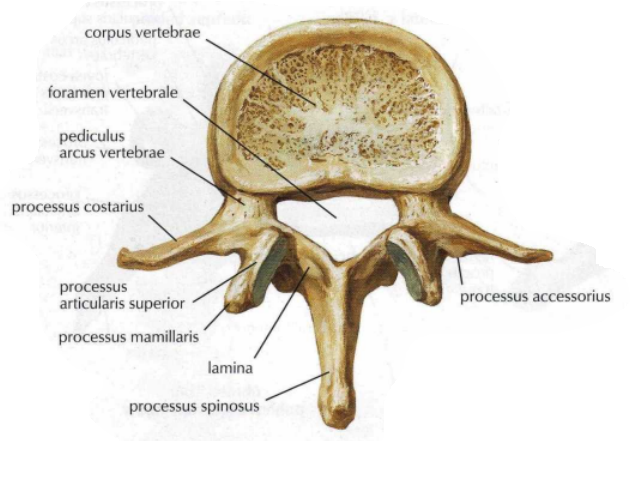 corpus vertebrae
foramen vertebrale
pediculus
arcus vertebrae
processus costarius
processus
articularis superior
processus mamillaris
lamina
processus spinosus
processus accessorius